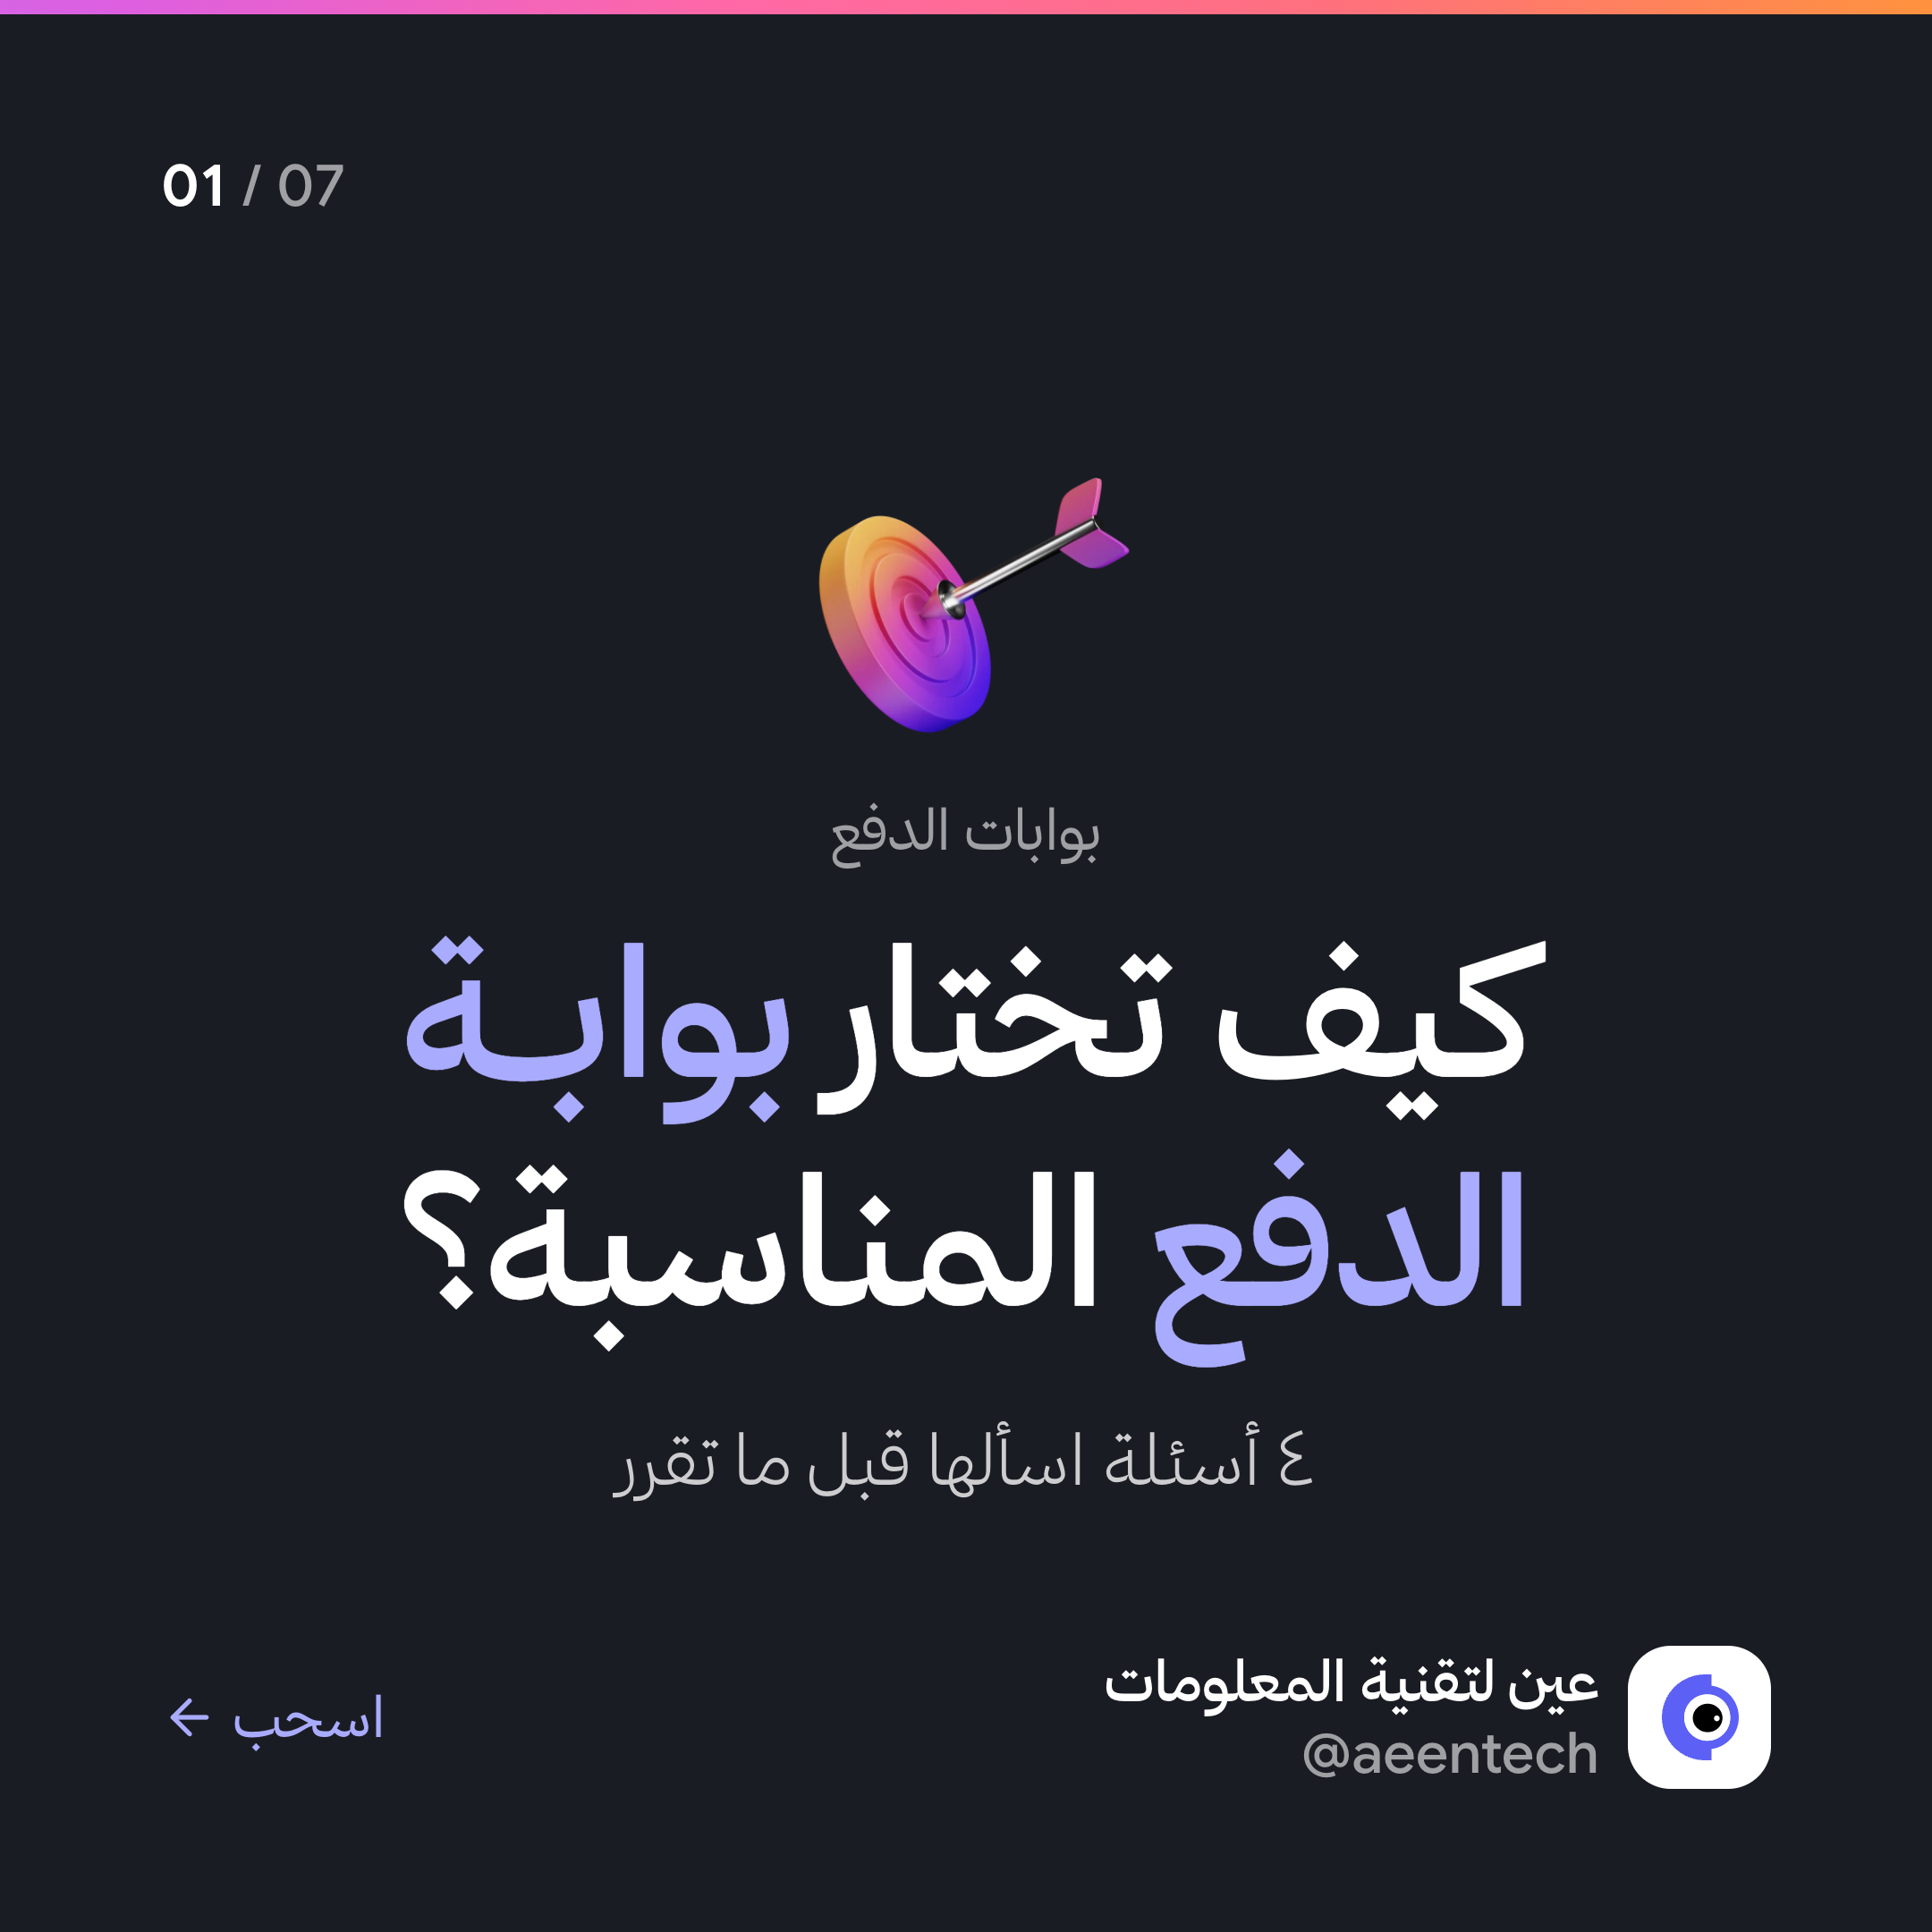 01 / 07
بوابات الدفع
كيف تختار بوابة
الدفع المناسبة؟
٤ أسئلة اسألها قبل ما تقرر
عين لتقنية المعلومات
@aeentech
اسحب ←